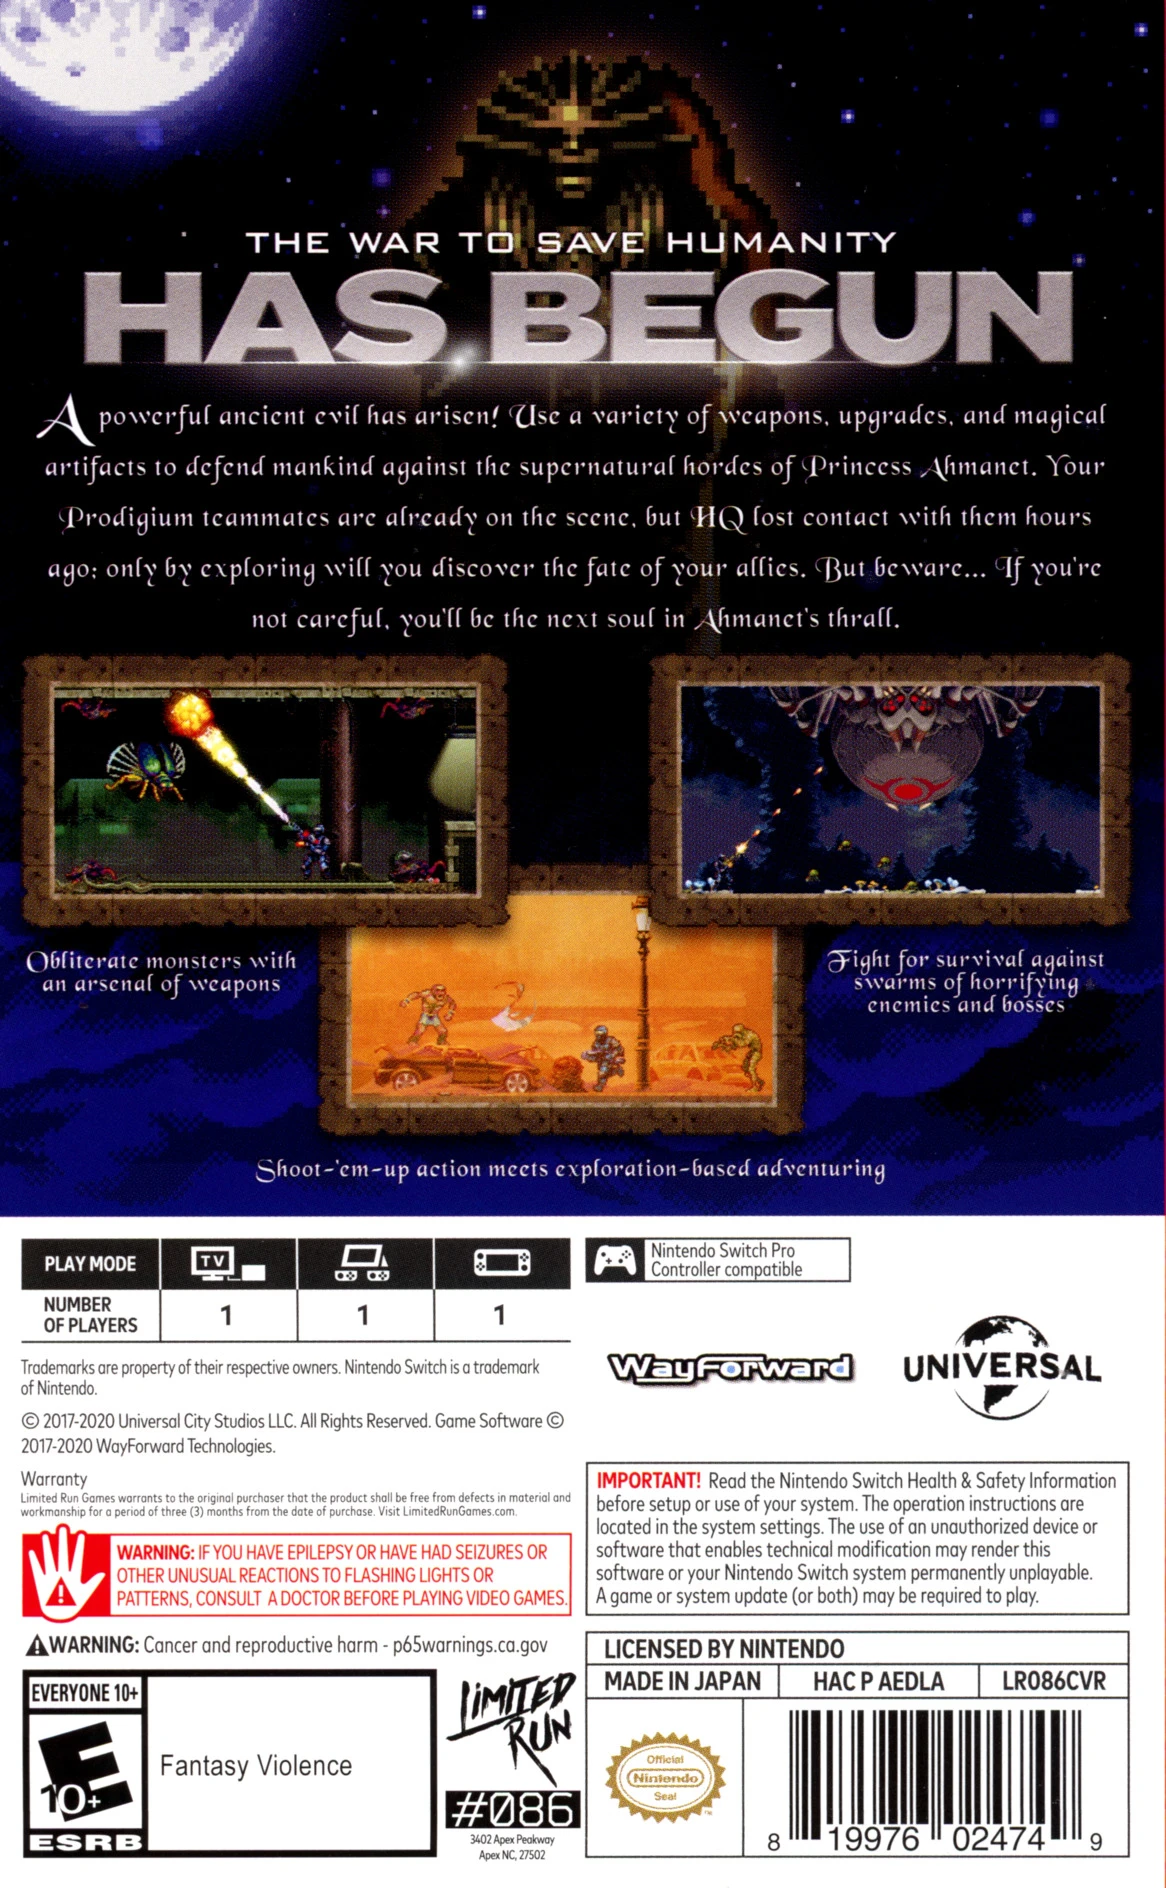 THE WAR TO SAVE HUMANITY
HAS BEGUN
A powerful ancient evil has arisen! Use a variety of weapons, upgrades, and magical
artifacts to defend mankind against the supernatural hordes of Princess Ahmanet. Your
Prodigium teammates are already on the scene, but HQ lost contact with them hours
ago; only by exploring will you discover the fate of your allies. But beware... If you're
not careful, you'll be the next soul in Ahmanet's thrall.
Obliterate monsters with
an arsenal of weapons
Fight for survival against
swarms of horrifying
enemies and bosses
Shoot-'em-up action meets exploration-based adventuring
PLAY MODE
TV
NUMBER
OF PLAYERS
1
1
1
Nintendo Switch Pro
Controller compatible
Trademarks are property of their respective owners. Nintendo Switch is a trademark
of Nintendo.
© 2017-2020 Universal City Studios LLC. All Rights Reserved. Game Software ©
2017-2020 WayForward Technologies.
WayForward
UNIVERSAL
Warranty
Limited Run Games warrants to the original purchaser that the product shall be free from defects in material and
workmanship for a period of three (3) months from the date of purchase. Visit LimitedRunGames.com.
WARNING: IF YOU HAVE EPILEPSY OR HAVE HAD SEIZURES OR
OTHER UNUSUAL REACTIONS TO FLASHING LIGHTS OR
PATTERNS, CONSULT A DOCTOR BEFORE PLAYING VIDEO GAMES.
WARNING: Cancer and reproductive harm - p65warnings.ca.gov
IMPORTANT! Read the Nintendo Switch Health & Safety Information
before setup or use of your system. The operation instructions are
located in the system settings. The use of an unauthorized device or
software that enables technical modification may render this
software or your Nintendo Switch system permanently unplayable.
A game or system update (or both) may be required to play.
EVERYONE 10+
E
10+
ESRB
Fantasy Violence
LIMITED
RUN
#086
3402 Apex Peakway
Apex NC, 27502
LICENSED BY NINTENDO
MADE IN JAPAN
HAC P AEDLA
LR086CVR
Official
Nintendo
Seal
TM
8 19976 02474 9